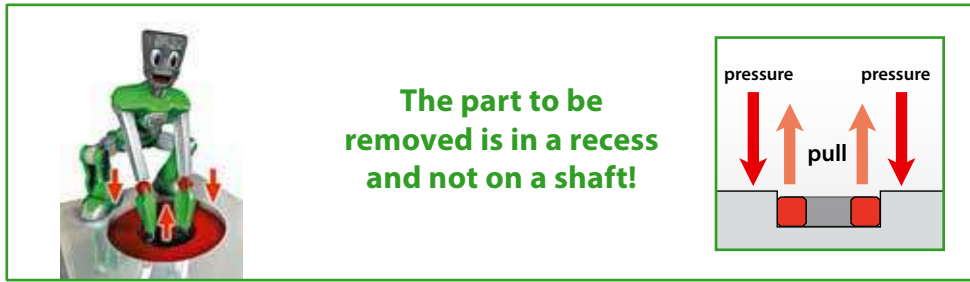 The part to be
removed is in a recess
and not on a shaft!
pressure pressure
pull